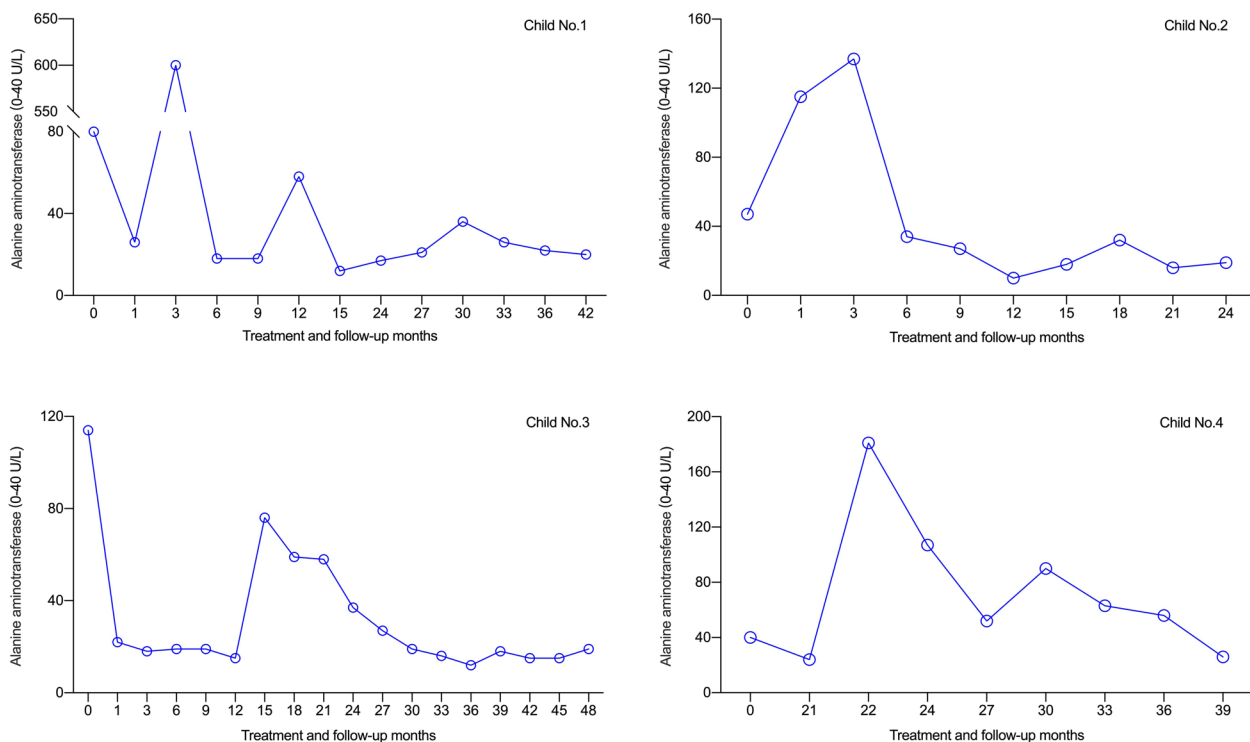 Child No.1
Alanine aminotransferase (0-40 U/L)
650
600
550
80
40
0
0 1 3 6 9 12 15 24 27 30 33 36 42
Treatment and follow-up months
Child No.2
Alanine aminotransferase (0-40 U/L)
160
120
80
40
0
0 1 3 6 9 12 15 18 21 24
Treatment and follow-up months
Child No.3
Alanine aminotransferase (0-40 U/L)
120
80
40
0
0 1 3 6 9 12 15 18 21 24 27 30 33 36 39 42 45 48
Treatment and follow-up months
Child No.4
Alanine aminotransferase (0-40 U/L)
200
160
120
80
40
0
0 21 22 24 27 30 33 36 39
Treatment and follow-up months